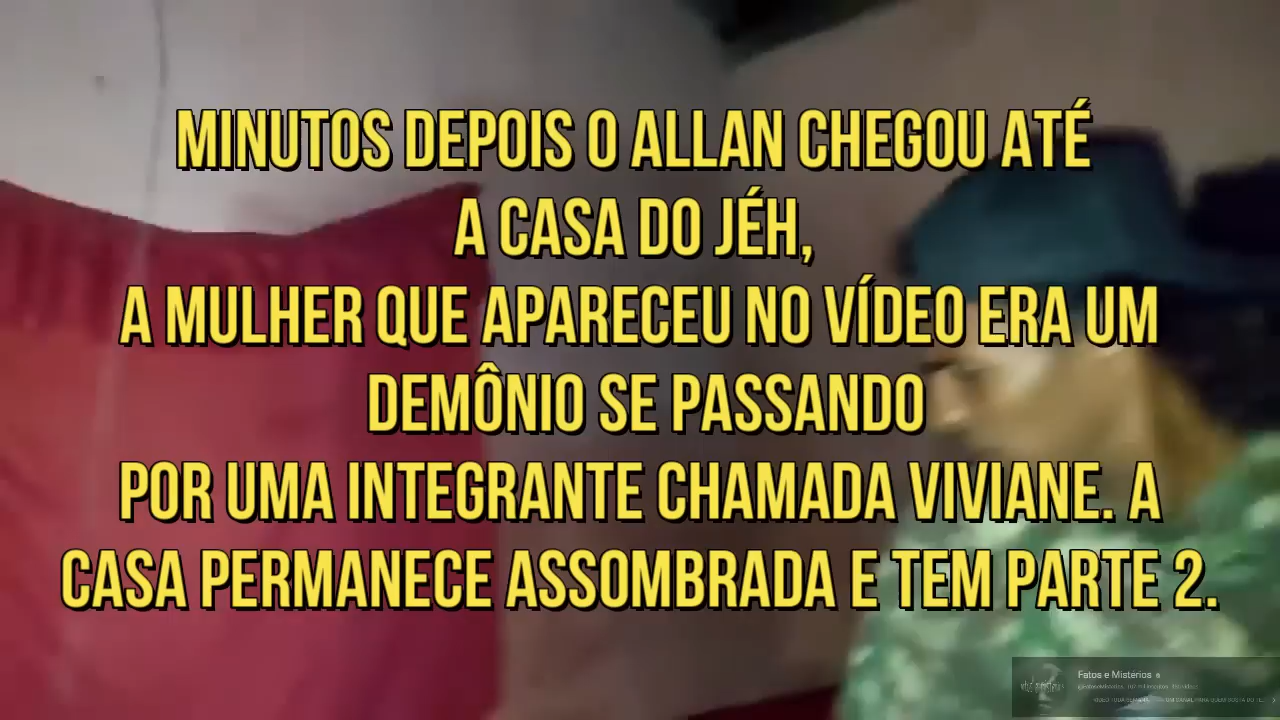 MINUTOS DEPOIS O ALLAN CHEGOU ATÉ
A CASA DO JÉH,
A MULHER QUE APARECEU NO VÍDEO ERA UM
DEMÔNIO SE PASSANDO
POR UMA INTEGRANTE CHAMADA VIVIANE. A
CASA PERMANECE ASSOMBRADA E TEM PARTE 2.
Fatos e Mistérios